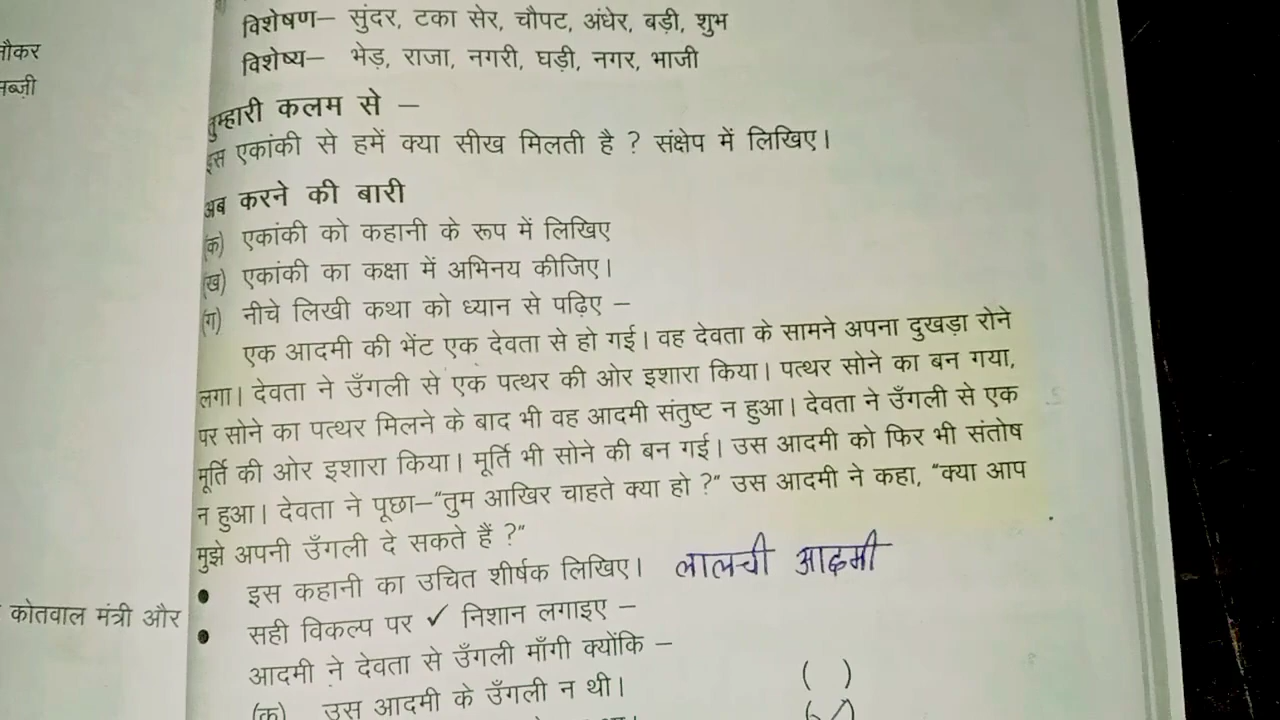 विशेषण– सुंदर, टका सेर, चौपट, अंधेर, बड़ी, शुभ
विशेष्य– भेड़, राजा, नगरी, घड़ी, नगर, भाजी
तुम्हारी कलम से –
इस एकांकी से हमें क्या सीख मिलती है ? संक्षेप में लिखिए।
अब करने की बारी
(क) एकांकी को कहानी के रूप में लिखिए
(ख) एकांकी का कक्षा में अभिनय कीजिए।
(ग) नीचे लिखी कथा को ध्यान से पढ़िए –
एक आदमी की भेंट एक देवता से हो गई। वह देवता के सामने अपना दुखड़ा रोने
लगा। देवता ने उँगली से एक पत्थर की ओर इशारा किया। पत्थर सोने का बन गया,
पर सोने का पत्थर मिलने के बाद भी वह आदमी संतुष्ट न हुआ। देवता ने उँगली से एक
मूर्ति की ओर इशारा किया। मूर्ति भी सोने की बन गई। उस आदमी को फिर भी संतोष
न हुआ। देवता ने पूछा–"तुम आखिर चाहते क्या हो ?" उस आदमी ने कहा, "क्या आप
मुझे अपनी उँगली दे सकते हैं ?"
• इस कहानी का उचित शीर्षक लिखिए। लालची आदमी
• सही विकल्प पर ✓ निशान लगाइए –
आदमी ने देवता से उँगली माँगी क्योंकि –
(क) उस आदमी के उँगली न थी। ( )
कोतवाल मंत्री और